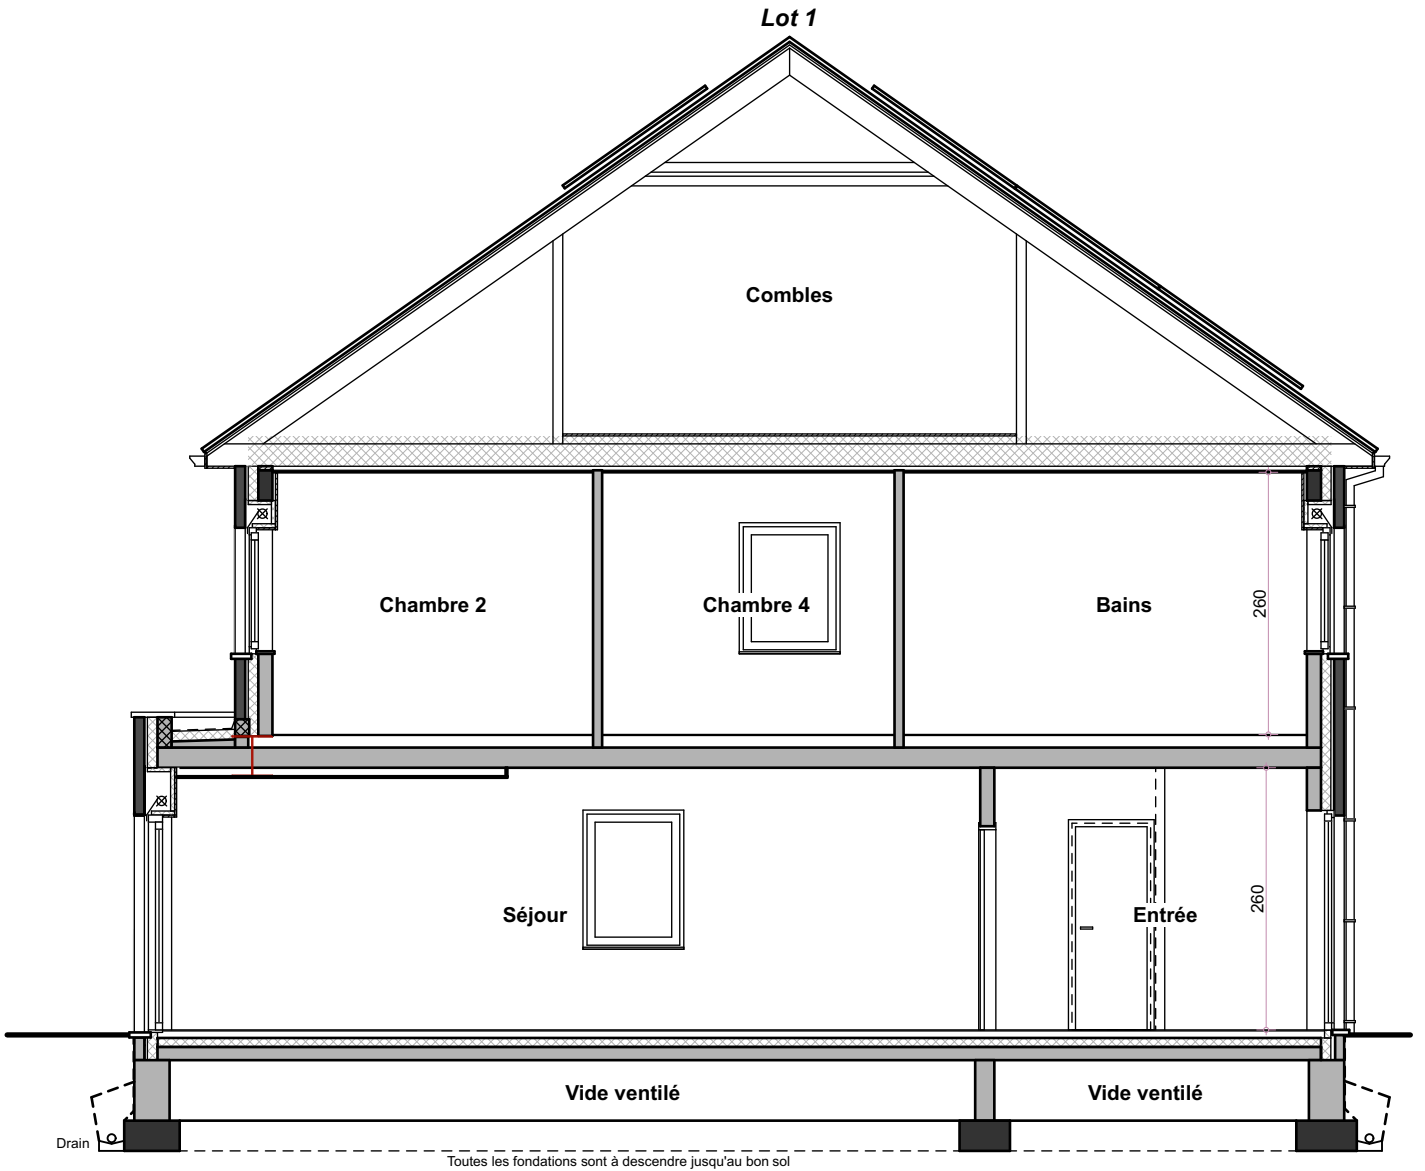 Lot 1
Combles
Chambre 2
Chambre 4
Bains
260
Séjour
Entrée
260
Vide ventilé
Vide ventilé
Drain
Toutes les fondations sont à descendre jusqu'au bon sol